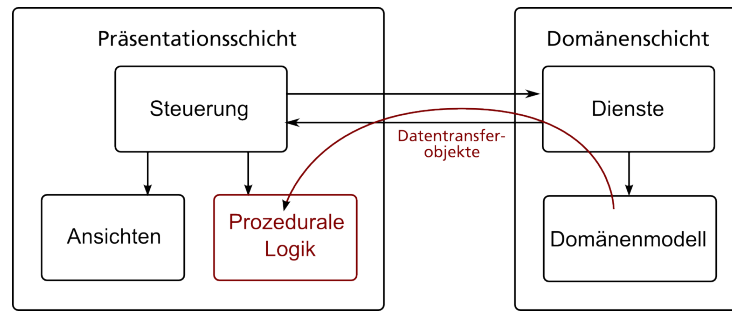 Präsentationsschicht
Domänenschicht
Steuerung
Dienste
Datentransfer-
objekte
Ansichten
Prozedurale
Logik
Domänenmodell